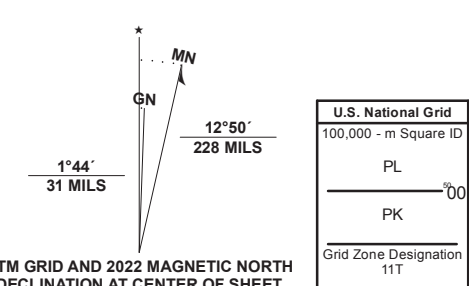 ★
MN
GN
12°50´
228 MILS
1°44´
31 MILS
TM GRID AND 2022 MAGNETIC NORTH
DECLINATION AT CENTER OF SHEET
U.S. National Grid
100,000 - m Square ID
PL
5000
PK
Grid Zone Designation
11T